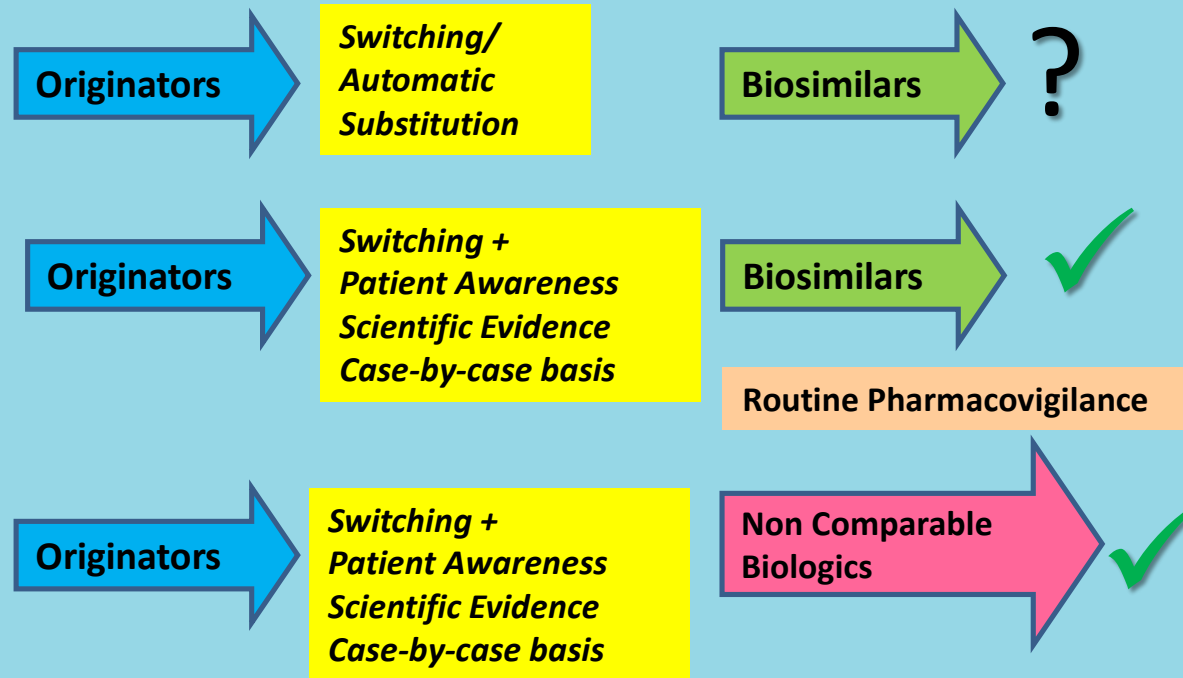 Originators
Switching/
Automatic
Substitution
Biosimilars
?
Originators
Switching +
Patient Awareness
Scientific Evidence
Case-by-case basis
Biosimilars
Routine Pharmacovigilance
Originators
Switching +
Patient Awareness
Scientific Evidence
Case-by-case basis
Non Comparable
Biologics